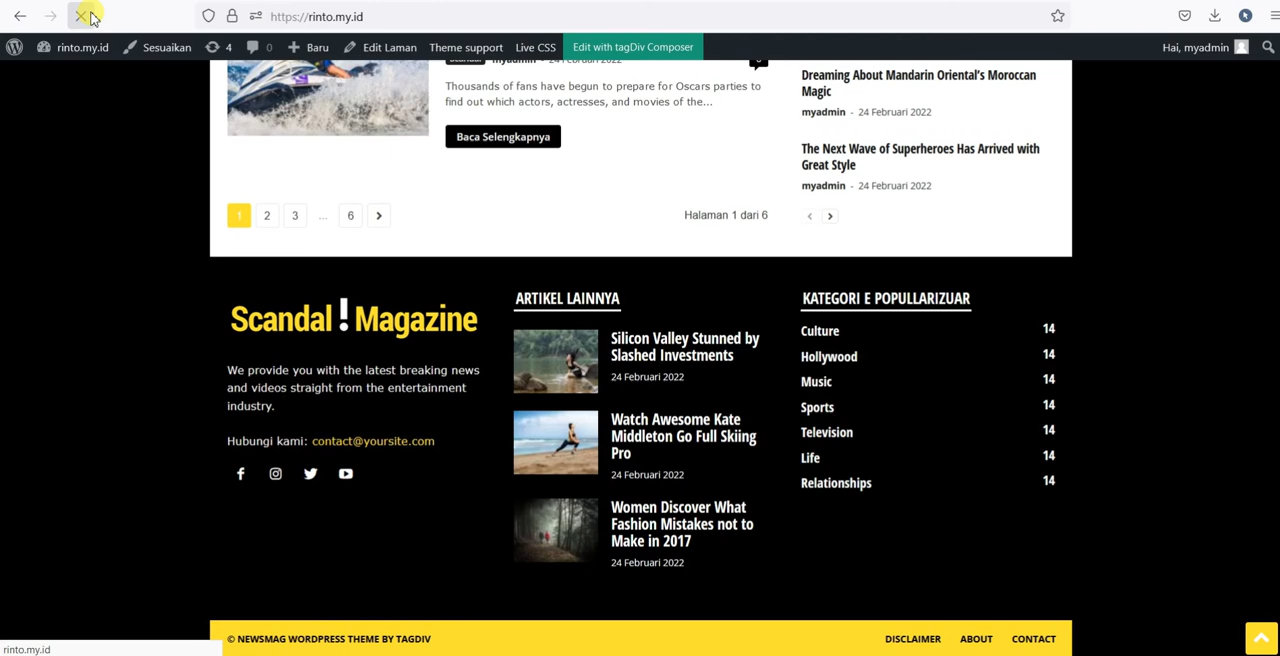 https://rinto.my.id
rinto.my.id Sesuaikan 4 0 Baru Edit Laman Theme support Live CSS Edit with tagDiv Composer Hai, myadmin
Scandal myadmin - 24 Februari 2022 0
Thousands of fans have begun to prepare for Oscars parties to
find out which actors, actresses, and movies of the...
Baca Selengkapnya
1 2 3 ... 6
Halaman 1 dari 6
Dreaming About Mandarin Oriental's Moroccan
Magic
myadmin - 24 Februari 2022
The Next Wave of Superheroes Has Arrived with
Great Style
myadmin - 24 Februari 2022
Scandal!Magazine
We provide you with the latest breaking news
and videos straight from the entertainment
industry.
Hubungi kami: contact@yoursite.com
ARTIKEL LAINNYA
Silicon Valley Stunned by
Slashed Investments
24 Februari 2022
Watch Awesome Kate
Middleton Go Full Skiing
Pro
24 Februari 2022
Women Discover What
Fashion Mistakes not to
Make in 2017
24 Februari 2022
KATEGORI E POPULLARIZUAR
Culture 14
Hollywood 14
Music 14
Sports 14
Television 14
Life 14
Relationships 14
© NEWSMAG WORDPRESS THEME BY TAGDIV
DISCLAIMER ABOUT CONTACT
rinto.my.id